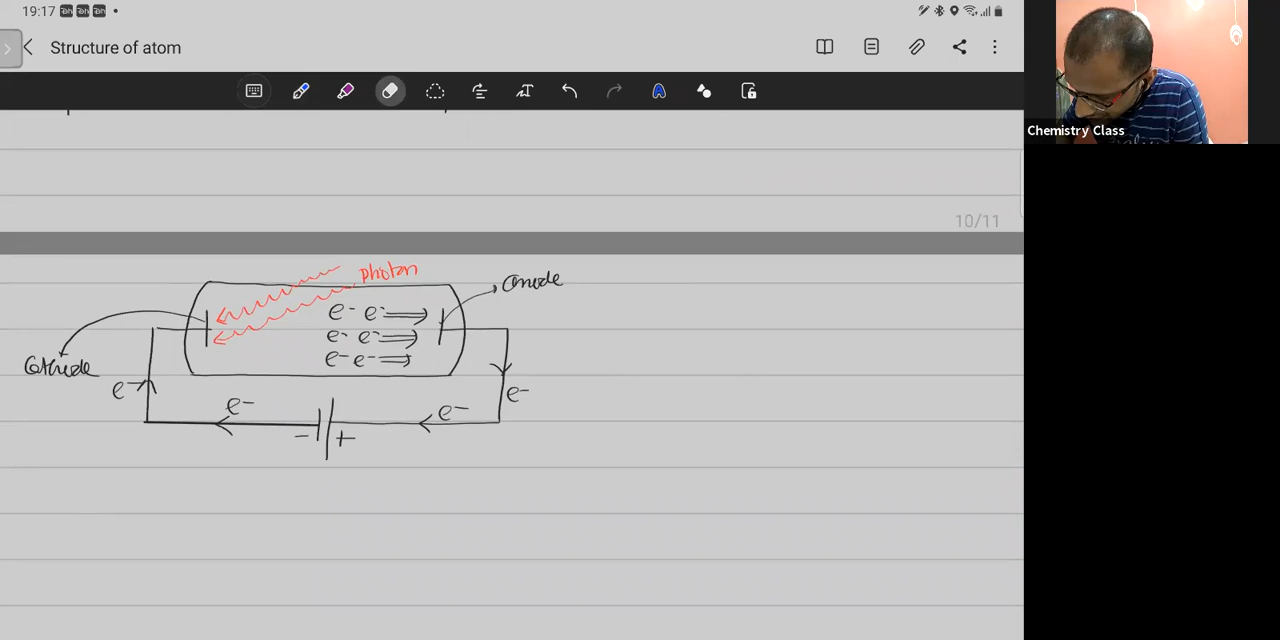 19:17
Structure of atom
Chemistry Class
10/11
photon
anode
e- e-
e- e-
e- e-
Cathode
e-
e-
e-
e-
- +